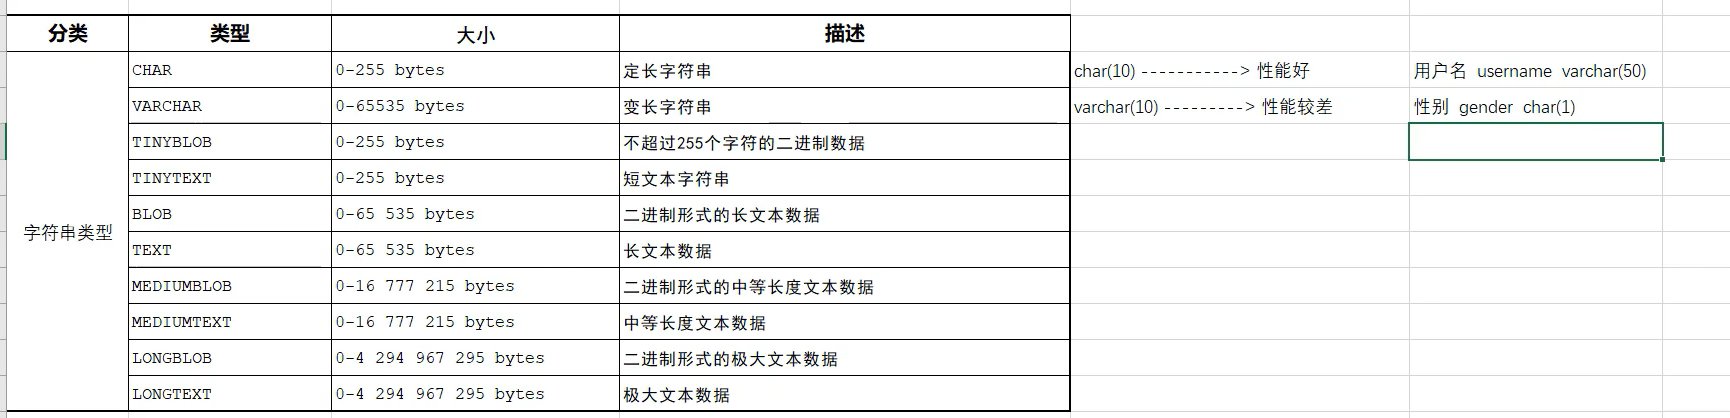 分类 类型 大小 描述
CHAR 0-255 bytes 定长字符串 char(10) -----------> 性能好 用户名 username varchar(50)
VARCHAR 0-65535 bytes 变长字符串 varchar(10) ---------> 性能较差 性别 gender char(1)
TINYBLOB 0-255 bytes 不超过255个字符的二进制数据
TINYTEXT 0-255 bytes 短文本字符串
BLOB 0-65 535 bytes 二进制形式的长文本数据
字符串类型
TEXT 0-65 535 bytes 长文本数据
MEDIUMBLOB 0-16 777 215 bytes 二进制形式的中等长度文本数据
MEDIUMTEXT 0-16 777 215 bytes 中等长度文本数据
LONGBLOB 0-4 294 967 295 bytes 二进制形式的极大文本数据
LONGTEXT 0-4 294 967 295 bytes 极大文本数据